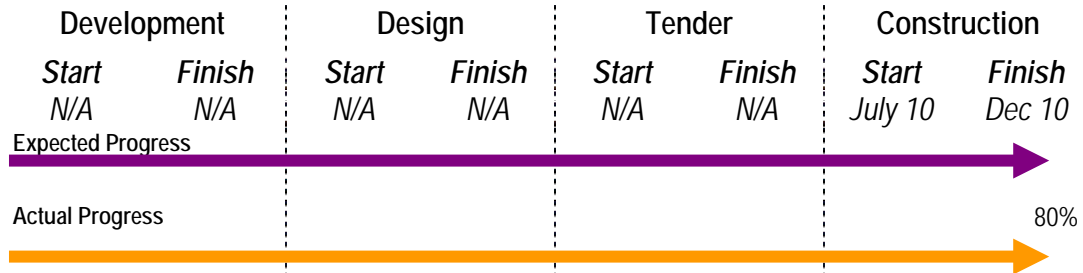 Development Design Tender Construction
Start Finish Start Finish Start Finish Start Finish
N/A N/A N/A N/A N/A N/A July 10 Dec 10
Expected Progress
Actual Progress 80%